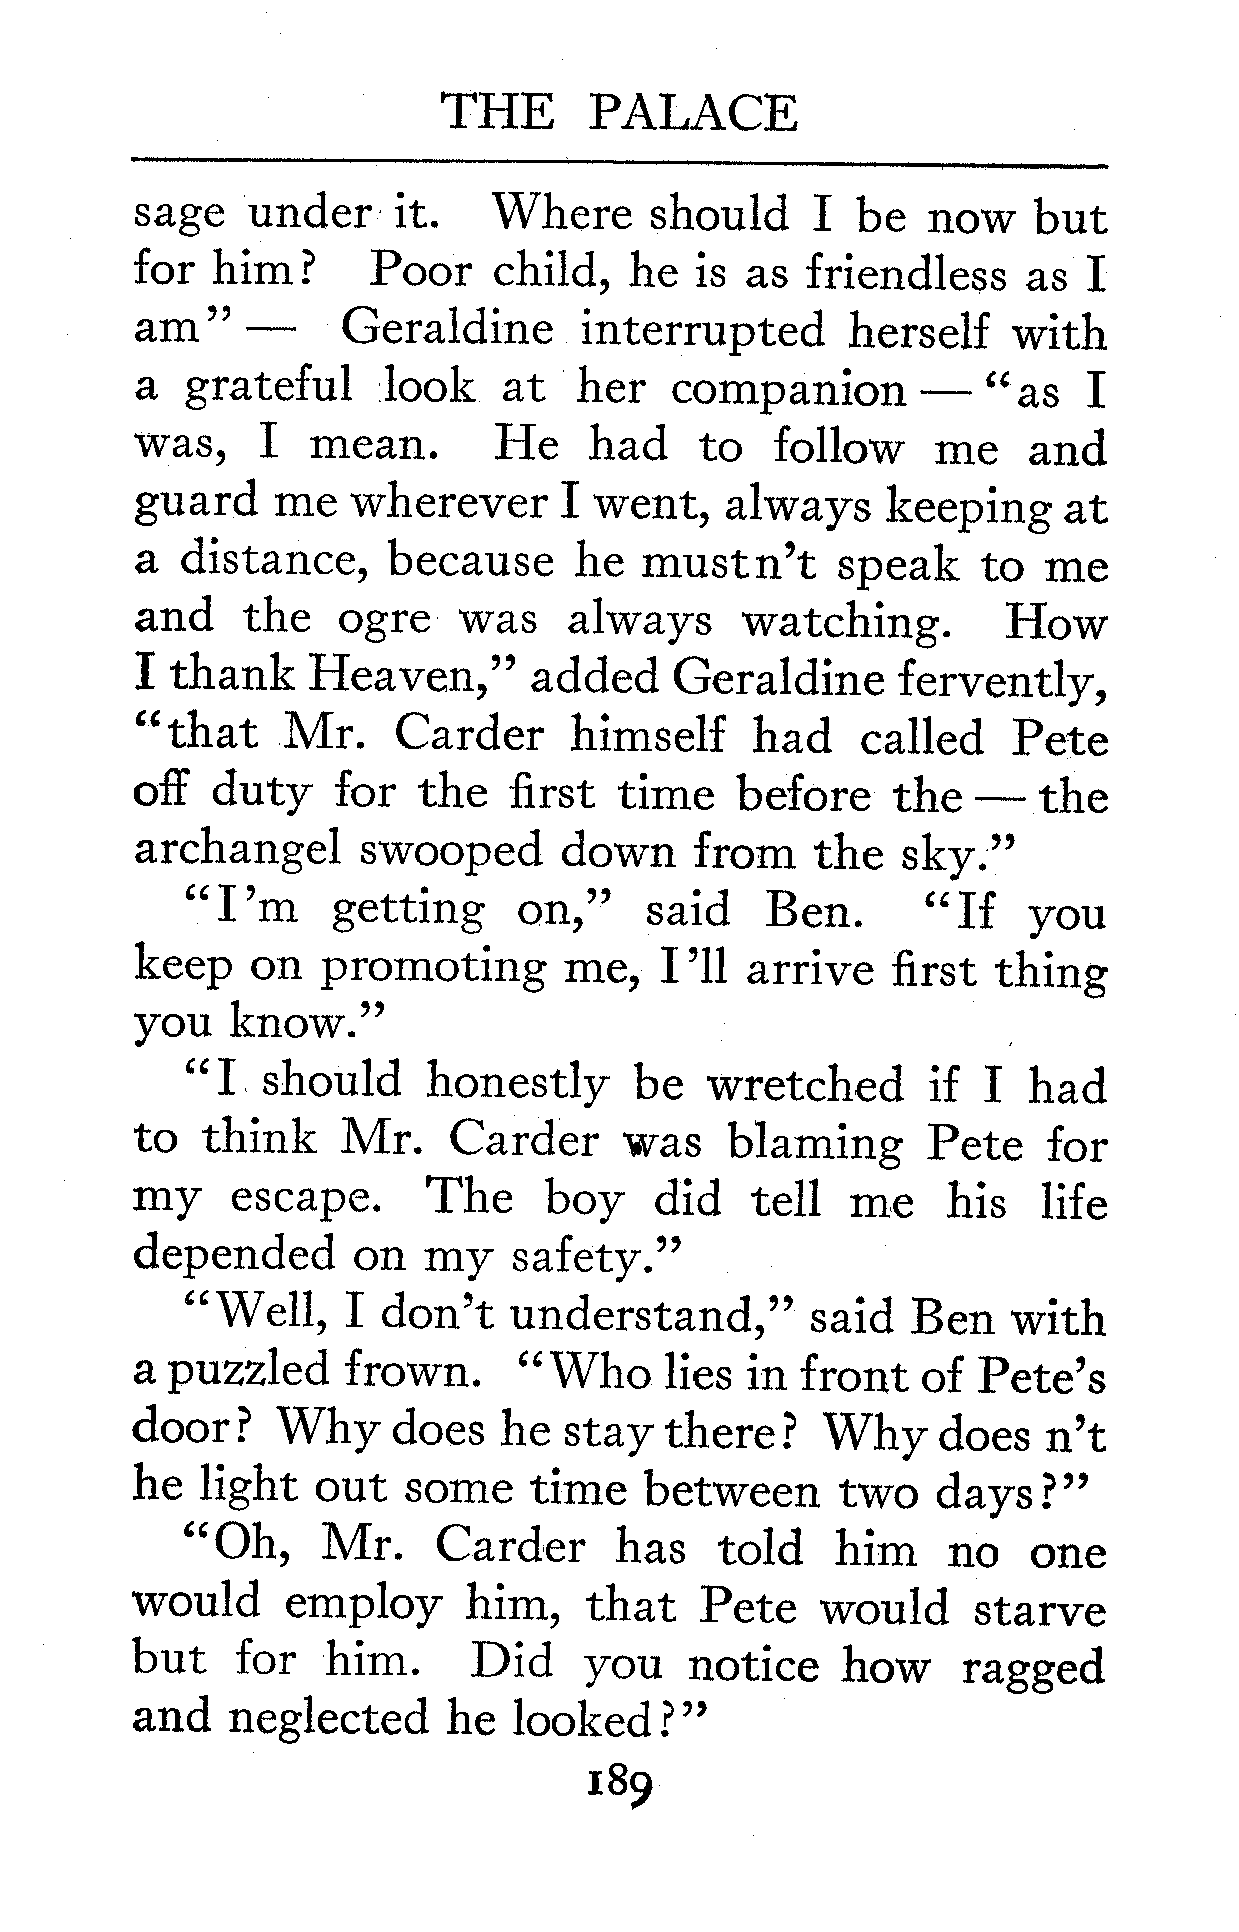 THE PALACE
sage under it. Where should I be now but
for him? Poor child, he is as friendless as I
am" — Geraldine interrupted herself with
a grateful look at her companion — "as I
was, I mean. He had to follow me and
guard me wherever I went, always keeping at
a distance, because he mustn't speak to me
and the ogre was always watching. How
I thank Heaven," added Geraldine fervently,
"that Mr. Carder himself had called Pete
off duty for the first time before the — the
archangel swooped down from the sky."
"I'm getting on," said Ben. "If you
keep on promoting me, I'll arrive first thing
you know."
"I should honestly be wretched if I had
to think Mr. Carder was blaming Pete for
my escape. The boy did tell me his life
depended on my safety."
"Well, I don't understand," said Ben with
a puzzled frown. "Who lies in front of Pete's
door? Why does he stay there? Why does n't
he light out some time between two days?"
"Oh, Mr. Carder has told him no one
would employ him, that Pete would starve
but for him. Did you notice how ragged
and neglected he looked?"
189